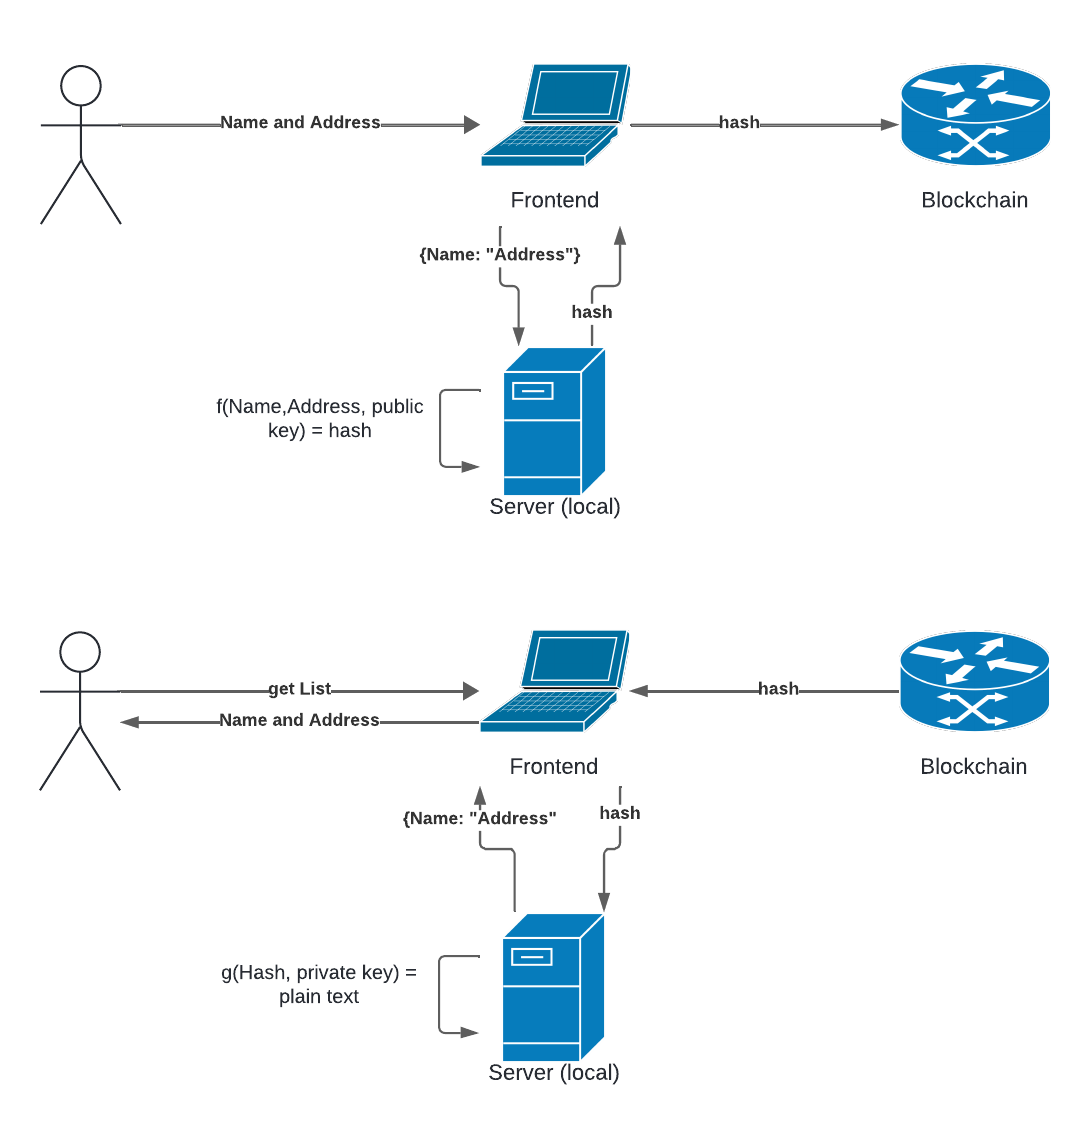 Name and Address
hash
Frontend
Blockchain
{Name: "Address"}
hash
f(Name,Address, public
key) = hash
Server (local)
get List
hash
Name and Address
Frontend
Blockchain
{Name: "Address"
hash
g(Hash, private key) =
plain text
Server (local)